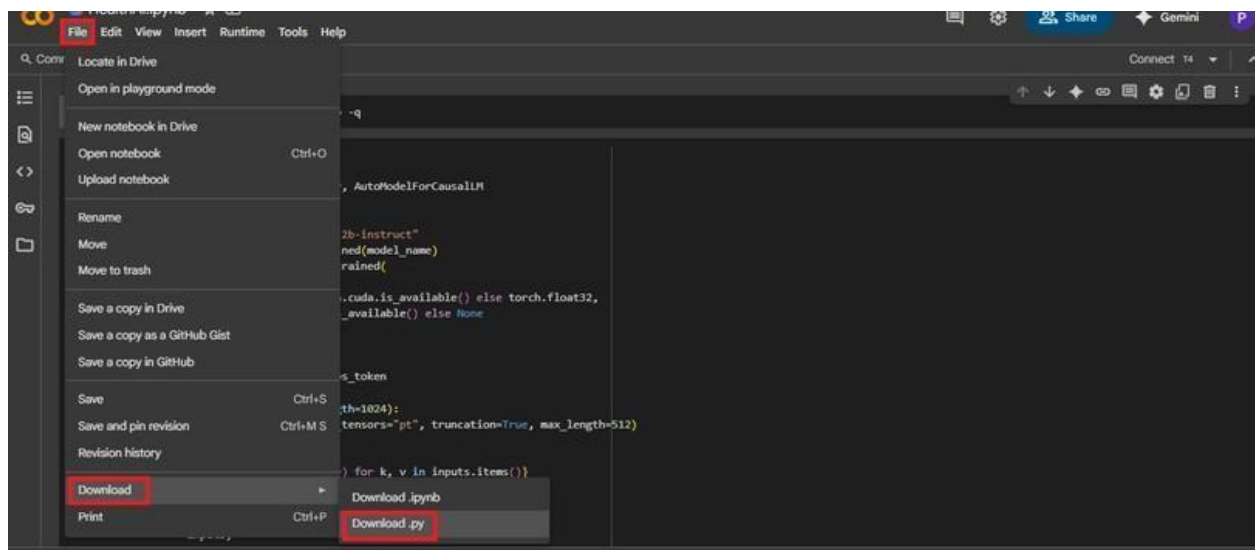 HealthAI.ipynb
File Edit View Insert Runtime Tools Help
Share
Gemini
P
Connect T4
Locate in Drive
Open in playground mode
New notebook in Drive
Open notebook Ctrl+O
Upload notebook
Rename
Move
Move to trash
Save a copy in Drive
Save a copy as a GitHub Gist
Save a copy in GitHub
Save Ctrl+S
Save and pin revision Ctrl+M S
Revision history
Download
Print Ctrl+P
Download .ipynb
Download .py
-q
, AutoModelForCausalLM
2b-instruct"
ned(model_name)
rained(
.cuda.is_available() else torch.float32,
_available() else None
s_token
th=1024):
tensors="pt", truncation=True, max_length=512)
) for k, v in inputs.items()}